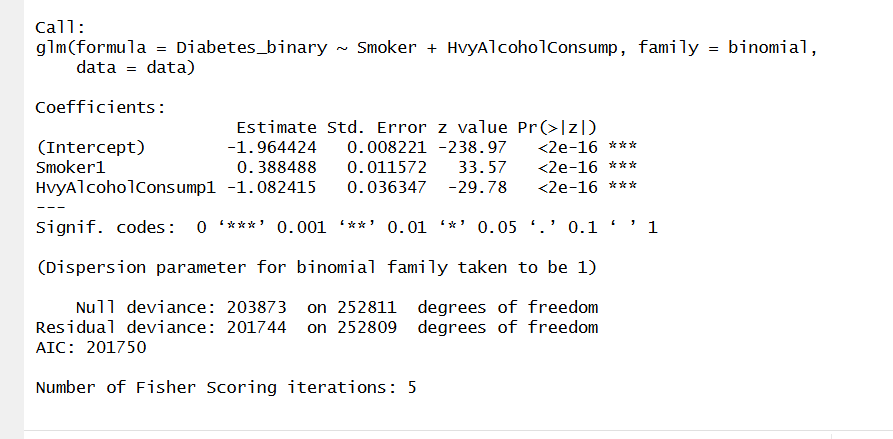 Call:
glm(formula = Diabetes_binary ~ Smoker + HvyAlcoholConsump, family = binomial,
    data = data)
Coefficients:
                    Estimate Std. Error z value Pr(>|z|)
(Intercept)        -1.964424   0.008221 -238.97   <2e-16 ***
Smoker1             0.388488   0.011572   33.57   <2e-16 ***
HvyAlcoholConsump1 -1.082415   0.036347  -29.78   <2e-16 ***
---
Signif. codes:  0 ‘***’ 0.001 ‘**’ 0.01 ‘*’ 0.05 ‘.’ 0.1 ‘ ’ 1
(Dispersion parameter for binomial family taken to be 1)
    Null deviance: 203873  on 252811  degrees of freedom
Residual deviance: 201744  on 252809  degrees of freedom
AIC: 201750
Number of Fisher Scoring iterations: 5